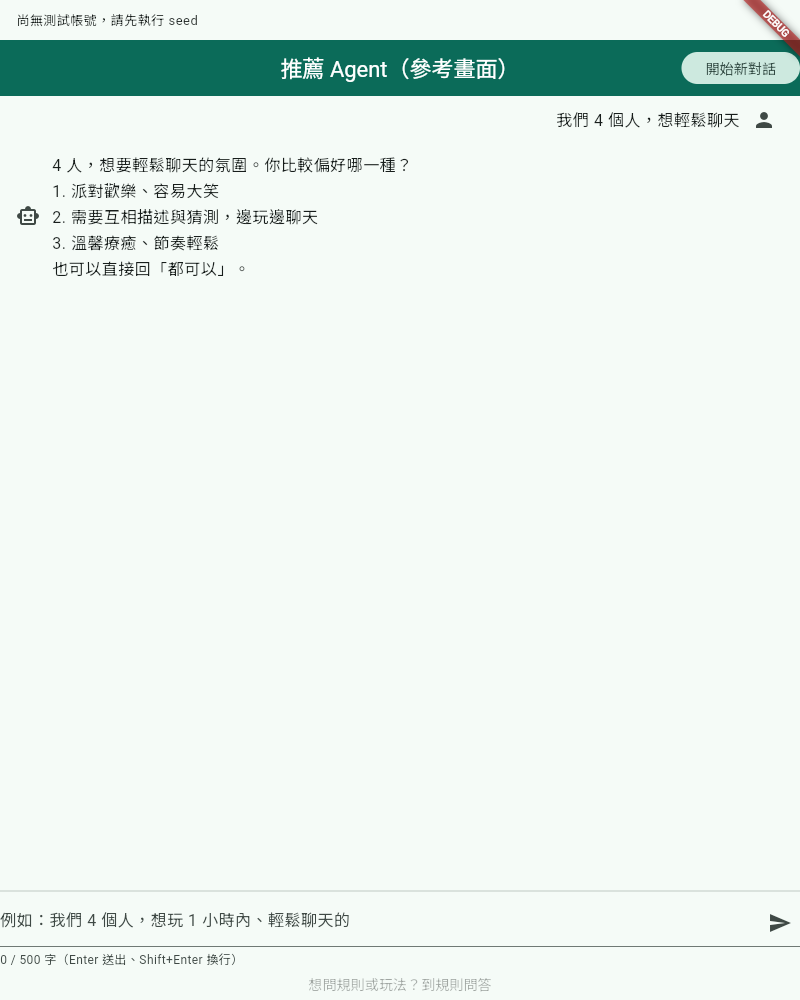 尚無測試帳號，請先執行 seed
DEBUG
推薦 Agent（參考畫面）
開始新對話
我們 4 個人，想輕鬆聊天
4 人，想要輕鬆聊天的氛圍。你比較偏好哪一種？
1. 派對歡樂、容易大笑
2. 需要互相描述與猜測，邊玩邊聊天
3. 溫馨療癒、節奏輕鬆
也可以直接回「都可以」。
例如：我們 4 個人，想玩 1 小時內、輕鬆聊天的
0 / 500 字（Enter 送出、Shift+Enter 換行）
想問規則或玩法？到規則問答